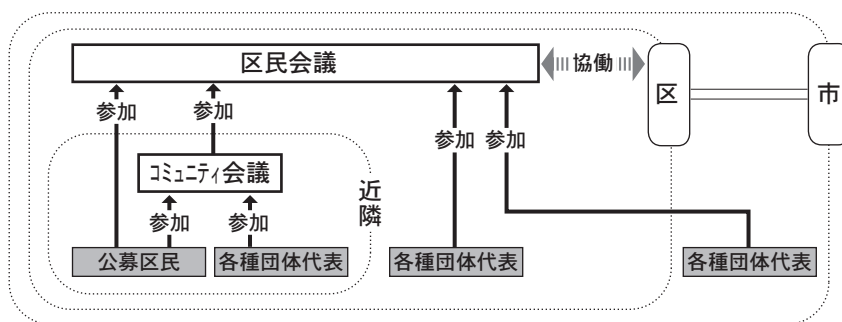 区民会議
協働
区
市
参加
参加
参加
参加
コミュニティ会議
近隣
参加
参加
公募区民
各種団体代表
各種団体代表
各種団体代表